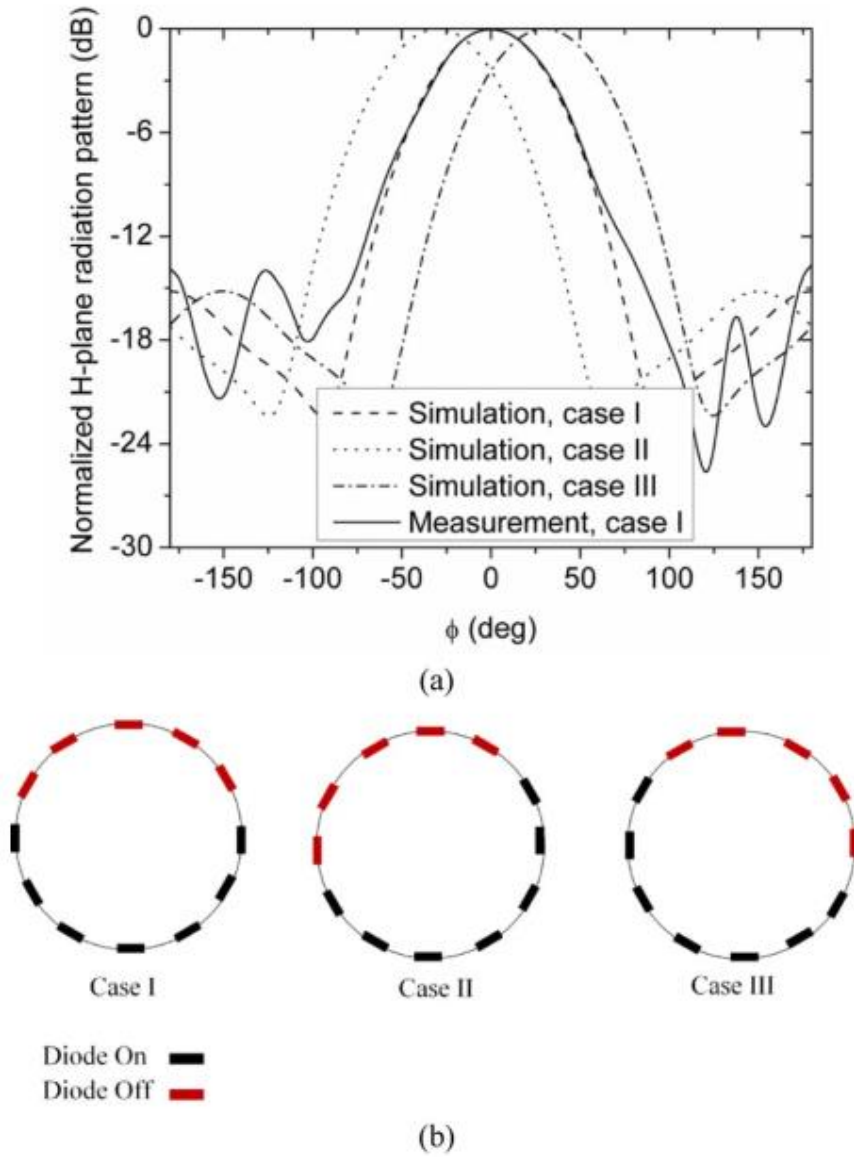 Normalized H-plane radiation pattern (dB)
0
-6
-12
-18
-24
-30
Simulation, case I
Simulation, case II
Simulation, case III
Measurement, case I
-150 -100 -50 0 50 100 150
ϕ (deg)
(a)
Case I Case II Case III
Diode On
Diode Off
(b)